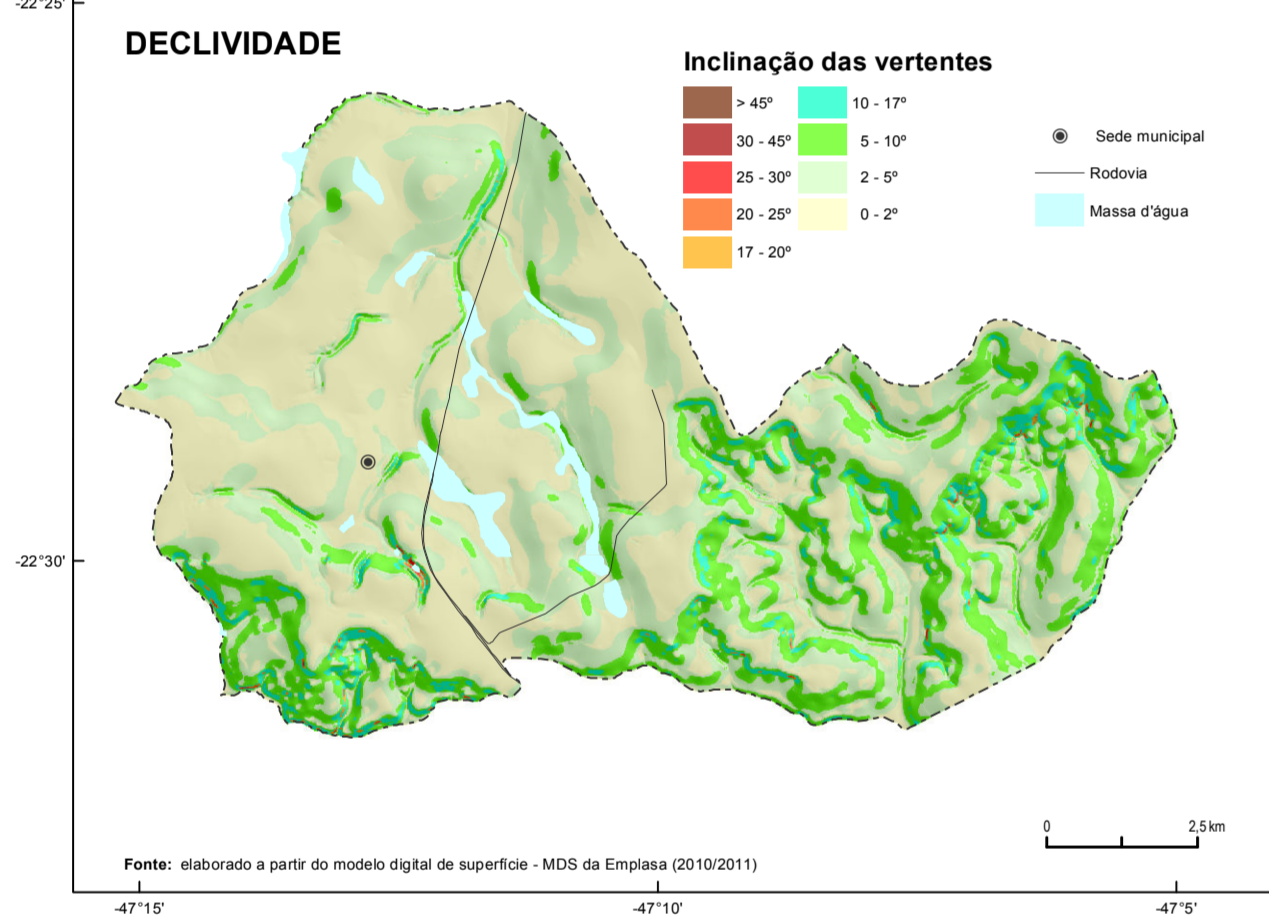 -22°25'
DECLIVIDADE
Inclinação das vertentes
> 45º
10 - 17º
30 - 45º
5 - 10º
Sede municipal
25 - 30º
2 - 5º
Rodovia
20 - 25º
0 - 2º
Massa d'água
17 - 20º
-22°30'
0
2,5 km
Fonte: elaborado a partir do modelo digital de superfície - MDS da Emplasa (2010/2011)
-47°15'
-47°10'
-47°5'